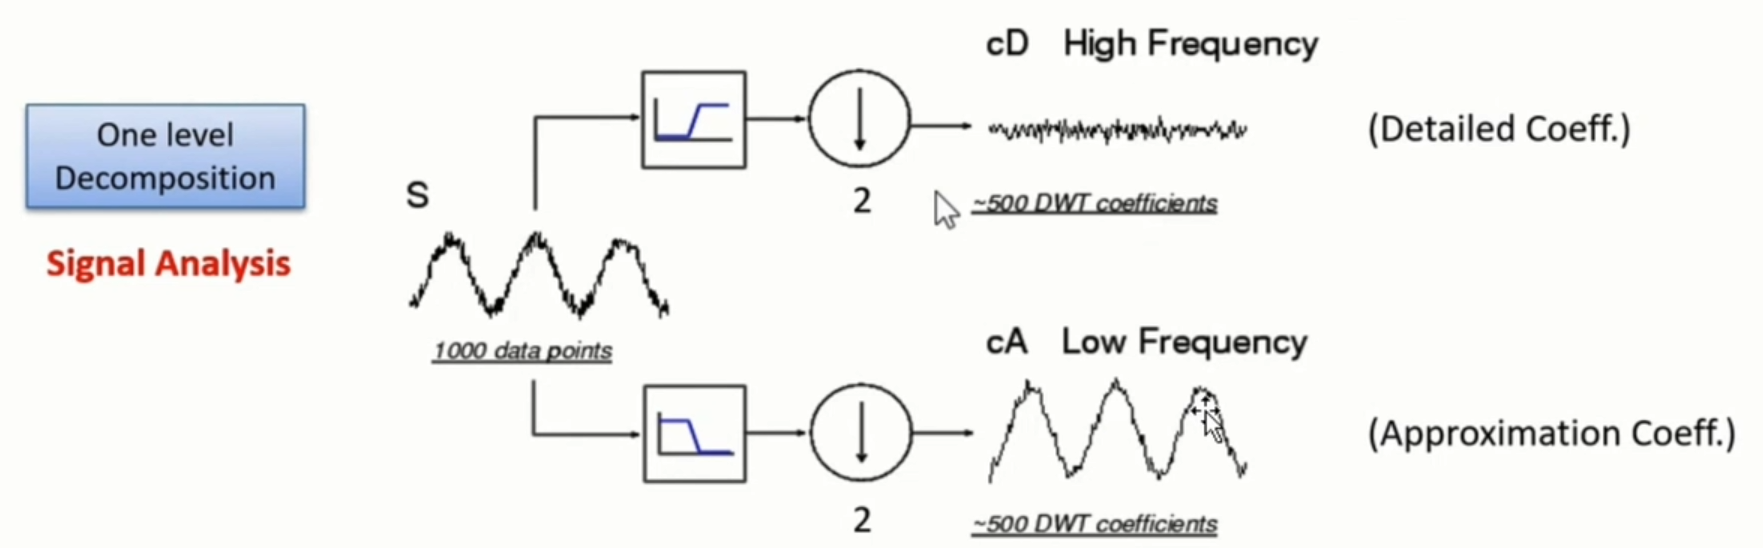 One level
Decomposition
Signal Analysis
S
1000 data points
2
cD High Frequency
~500 DWT coefficients
(Detailed Coeff.)
2
cA Low Frequency
~500 DWT coefficients
(Approximation Coeff.)